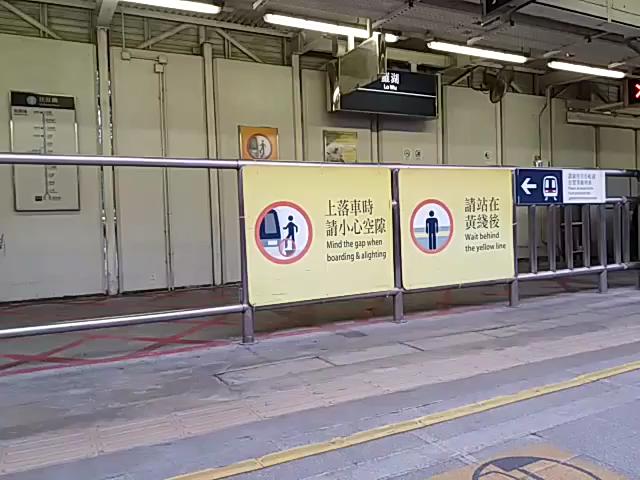 羅湖
Lo Wu
上落車時
請小心空隙
Mind the gap when
boarding & alighting
請站在
黃綫後
Wait behind
the yellow line